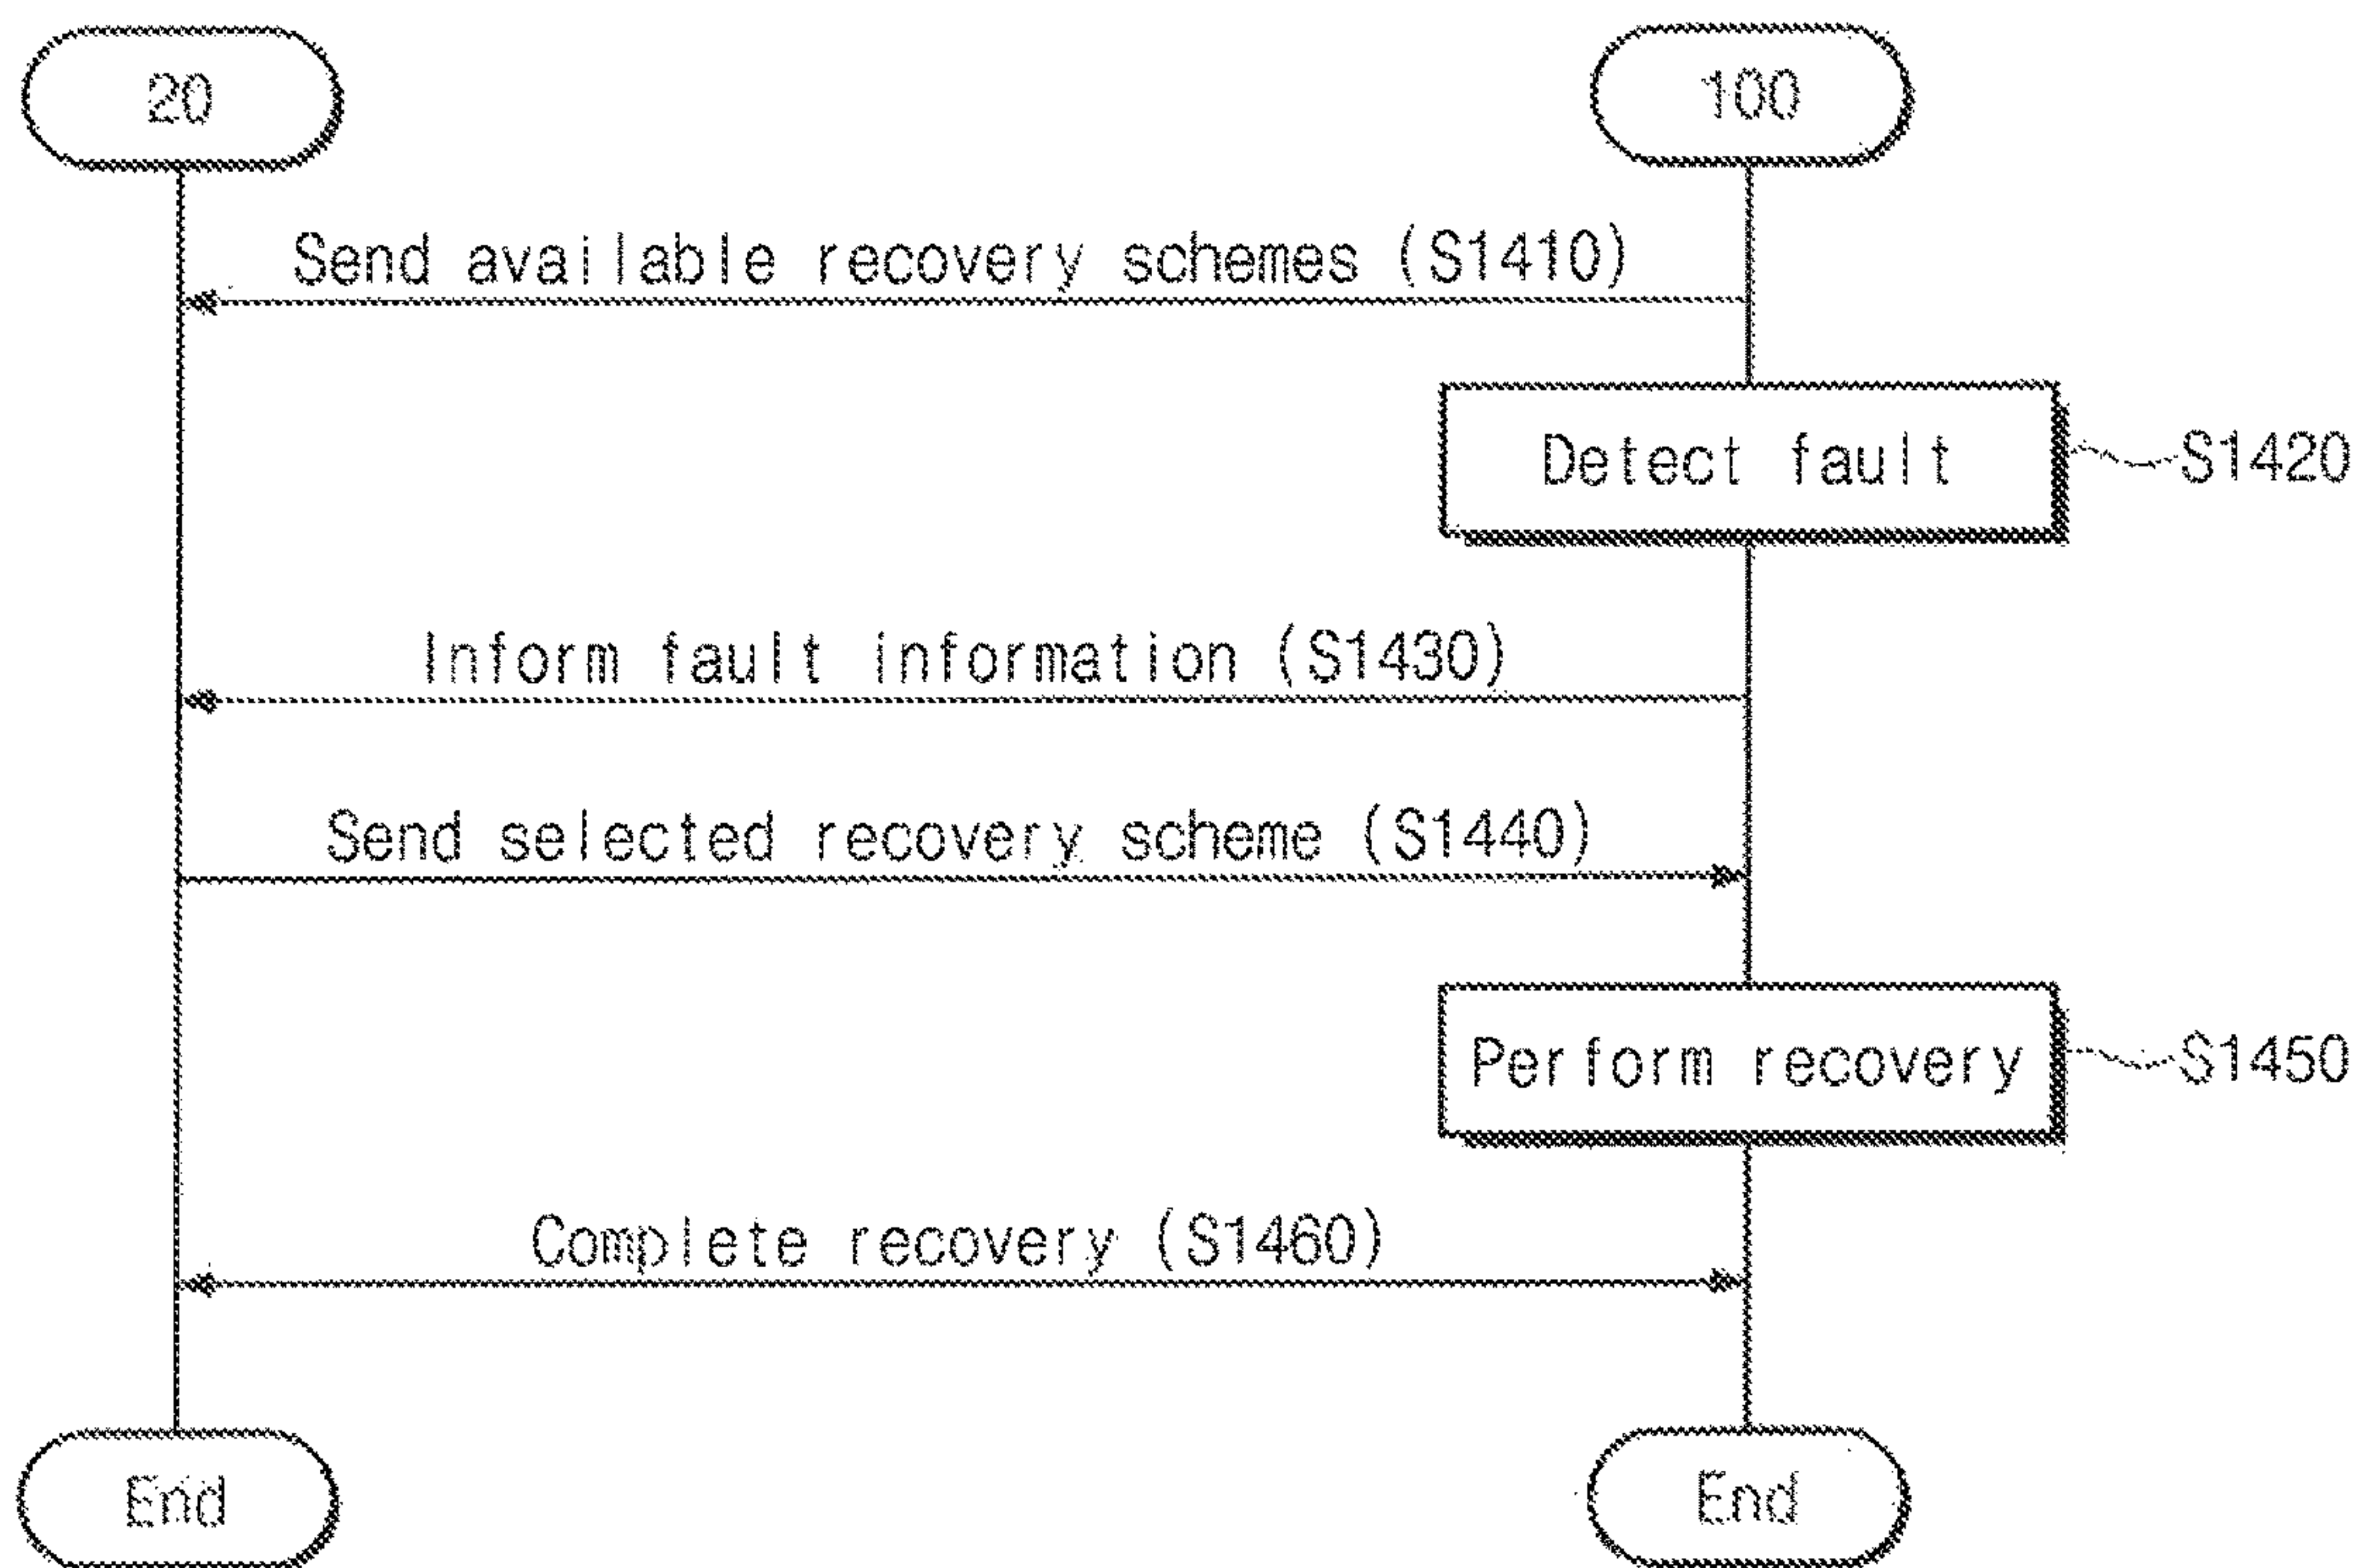 20
100
Send available recovery schemes (S1410)
Detect fault
S1420
Inform fault information (S1430)
Send selected recovery scheme (S1440)
Perform recovery
S1450
Complete recovery (S1460)
End
End